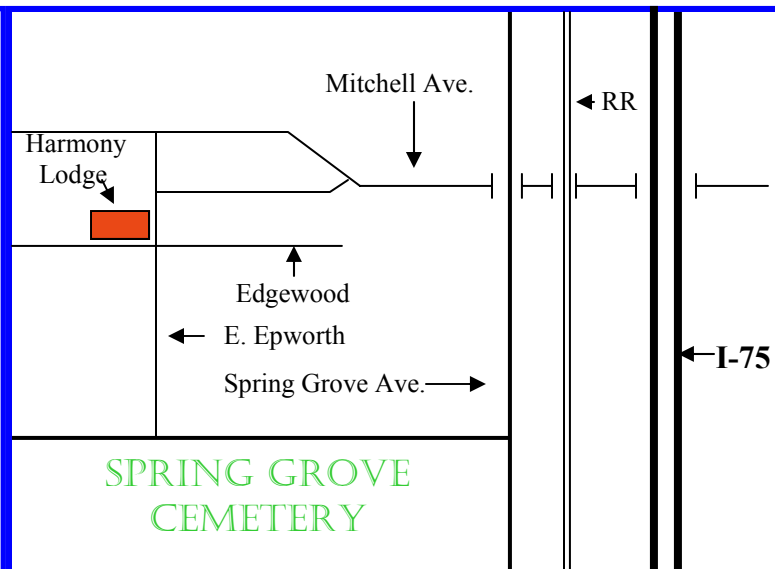 Mitchell Ave.
RR
Harmony
Lodge
Edgewood
E. Epworth
I-75
Spring Grove Ave.
SPRING GROVE
CEMETERY